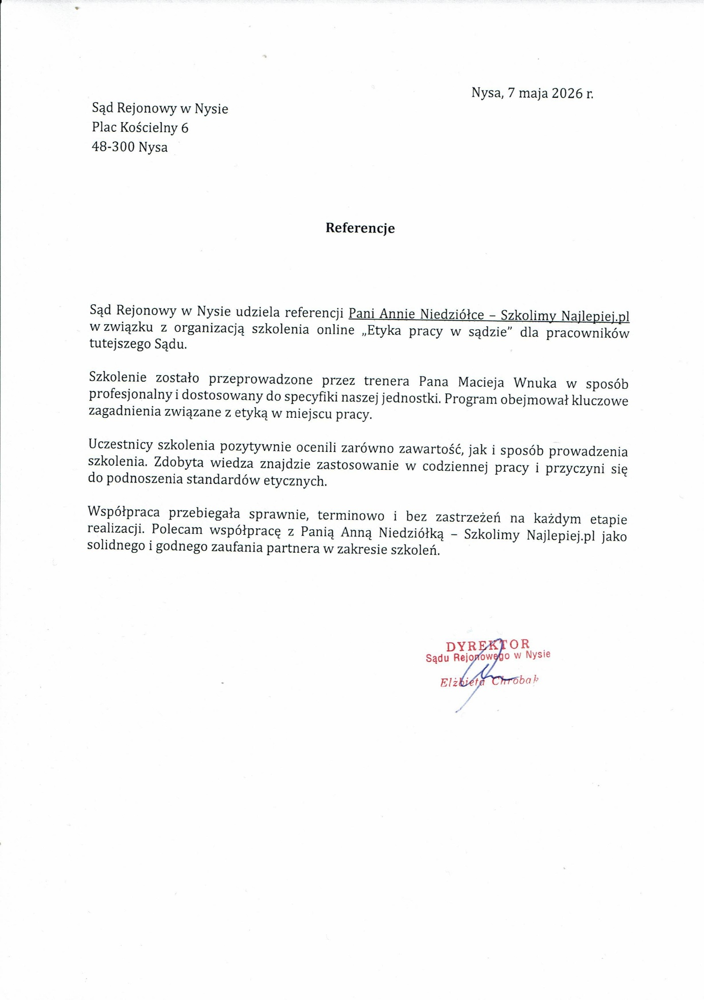 Nysa, 7 maja 2026 r.
Sąd Rejonowy w Nysie
Plac Kościelny 6
48-300 Nysa
Referencje
Sąd Rejonowy w Nysie udziela referencji Pani Annie Niedziółce – Szkolimy Najlepiej.pl
w związku z organizacją szkolenia online „Etyka pracy w sądzie” dla pracowników
tutejszego Sądu.
Szkolenie zostało przeprowadzone przez trenera Pana Macieja Wnuka w sposób
profesjonalny i dostosowany do specyfiki naszej jednostki. Program obejmował kluczowe
zagadnienia związane z etyką w miejscu pracy.
Uczestnicy szkolenia pozytywnie ocenili zarówno zawartość, jak i sposób prowadzenia
szkolenia. Zdobyta wiedza znajdzie zastosowanie w codziennej pracy i przyczyni się
do podnoszenia standardów etycznych.
Współpraca przebiegała sprawnie, terminowo i bez zastrzeżeń na każdym etapie
realizacji. Polecam współpracę z Panią Anną Niedziółką – Szkolimy Najlepiej.pl jako
solidnego i godnego zaufania partnera w zakresie szkoleń.
DYREKTOR
Sądu Rejonowego w Nysie
Elżbieta Chrobak